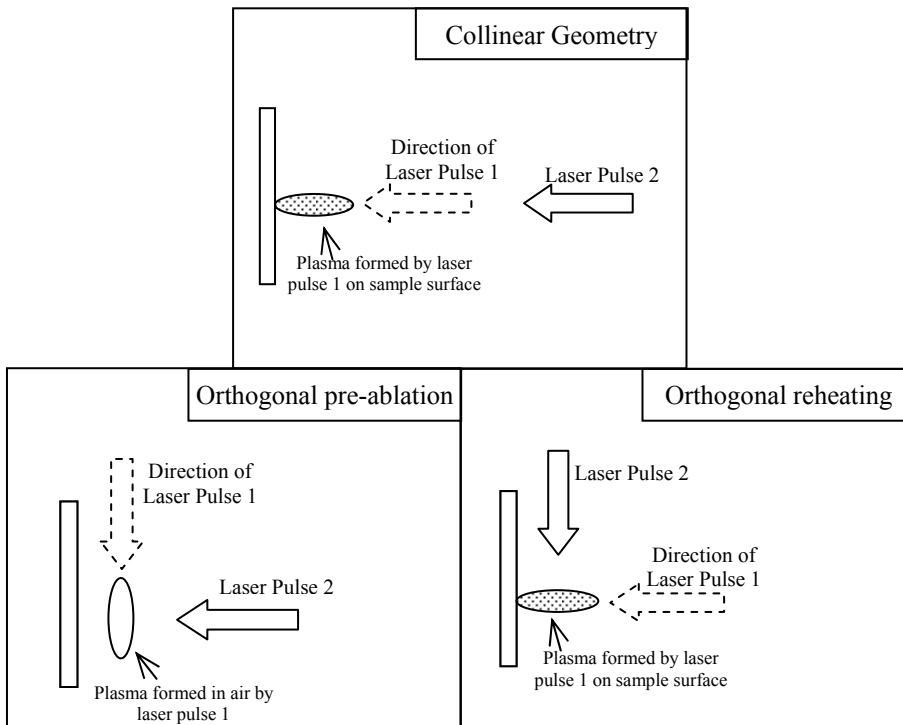 Collinear Geometry
Direction of
Laser Pulse 1
Laser Pulse 2
Plasma formed by laser
pulse 1 on sample surface
Orthogonal pre-ablation
Direction of
Laser Pulse 1
Laser Pulse 2
Plasma formed in air by
laser pulse 1
Orthogonal reheating
Laser Pulse 2
Direction of
Laser Pulse 1
Plasma formed by laser
pulse 1 on sample surface